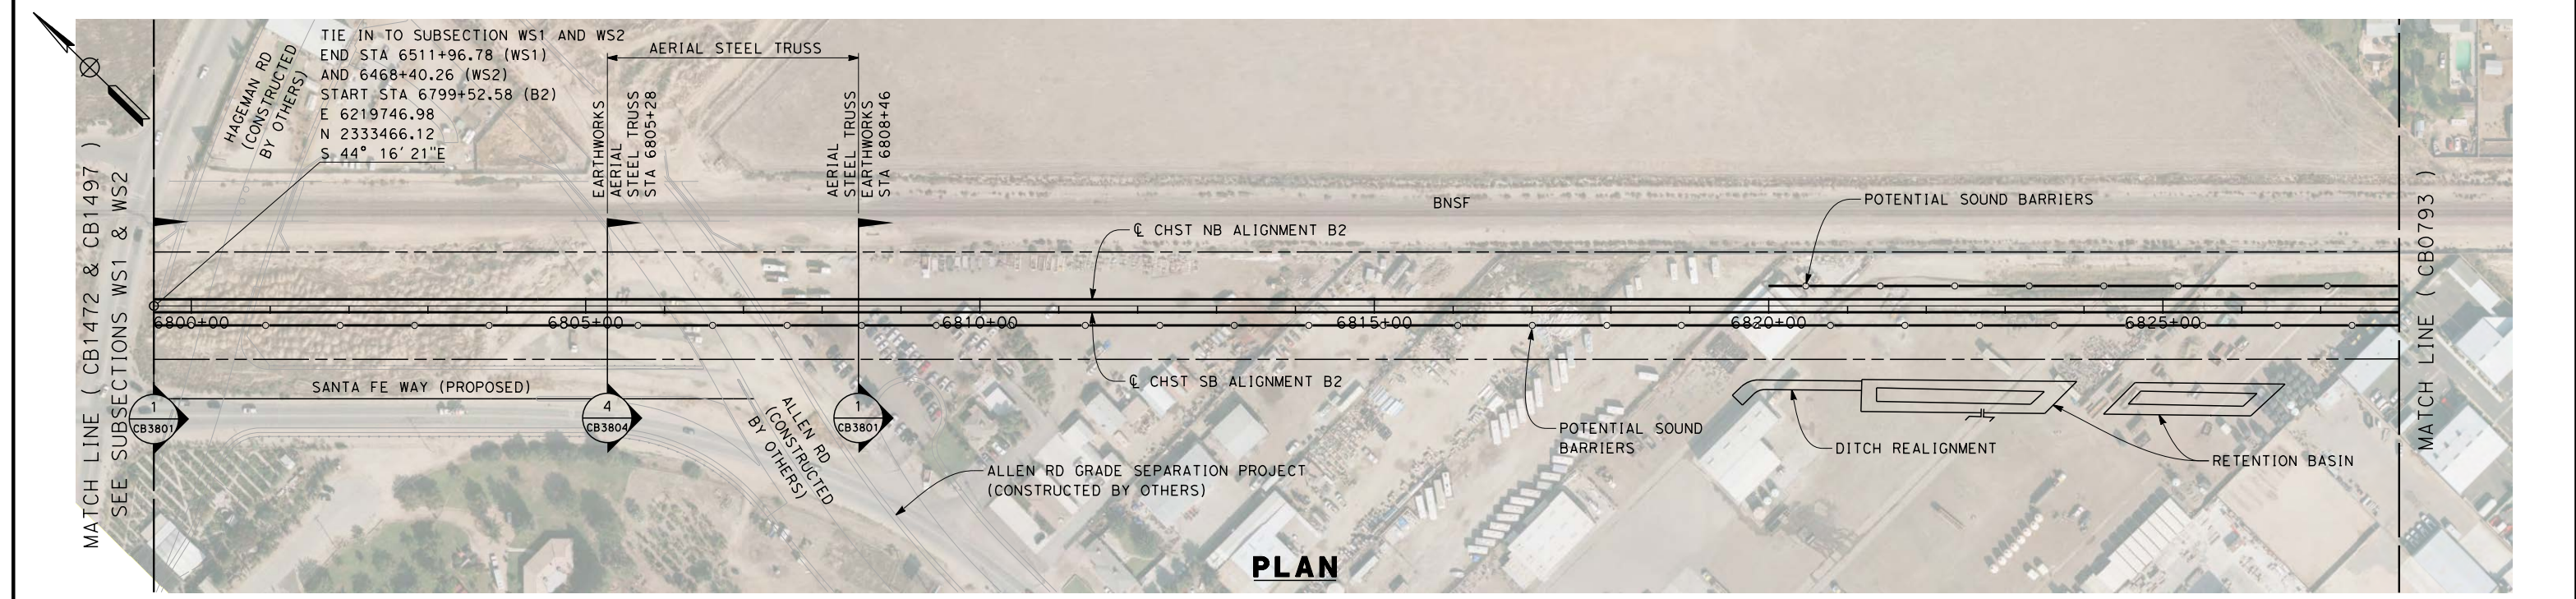 TIE IN TO SUBSECTION WS1 AND WS2
END STA 6511+96.78 (WS1)
AND 6468+40.26 (WS2)
START STA 6799+52.58 (B2)
E 6219746.98
N 2333466.12
S 44° 16' 21"E
HAGEMAN RD
(CONSTRUCTED
BY OTHERS)
MATCH LINE ( CB1472 & CB1497 )
SEE SUBSECTIONS WS1 & WS2
AERIAL STEEL TRUSS
EARTHWORKS
AERIAL
STEEL TRUSS
STA 6805+28
AERIAL
STEEL TRUSS
EARTHWORKS
STA 6808+46
BNSF
POTENTIAL SOUND BARRIERS
℄ CHST NB ALIGNMENT B2
MATCH LINE ( CB0793 )
6800+00
6805+00
6810+00
6815+00
6820+00
6825+00
SANTA FE WAY (PROPOSED)
℄ CHST SB ALIGNMENT B2
1
CB3801
4
CB3804
1
CB3801
ALLEN RD
(CONSTRUCTED
BY OTHERS)
POTENTIAL SOUND
BARRIERS
DITCH REALIGNMENT
RETENTION BASIN
ALLEN RD GRADE SEPARATION PROJECT
(CONSTRUCTED BY OTHERS)
PLAN